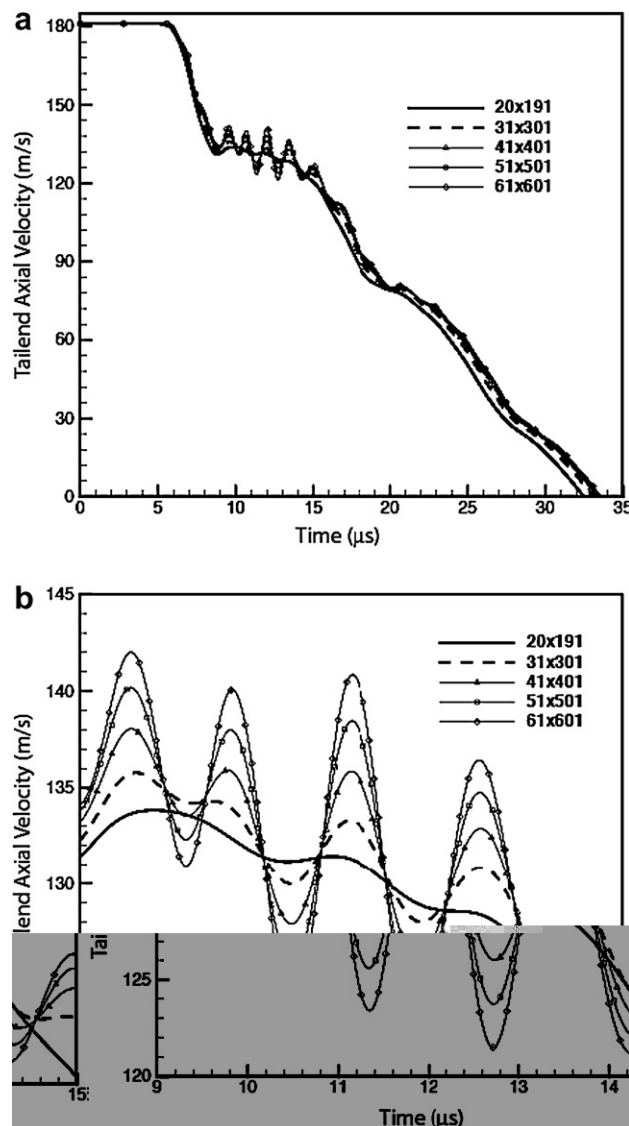 a
180
150
120
90
60
30
0
Tailend Axial Velocity (m/s)
20x191
31x301
41x401
51x501
61x601
0 5 10 15 20 25 30 35
Time (μs)
b
145
140
135
130
lend Axial Velocity (m/s)
20x191
31x301
41x401
51x501
61x601
Tail
125
120
15
9 10 11 12 13 14
Time (μs)